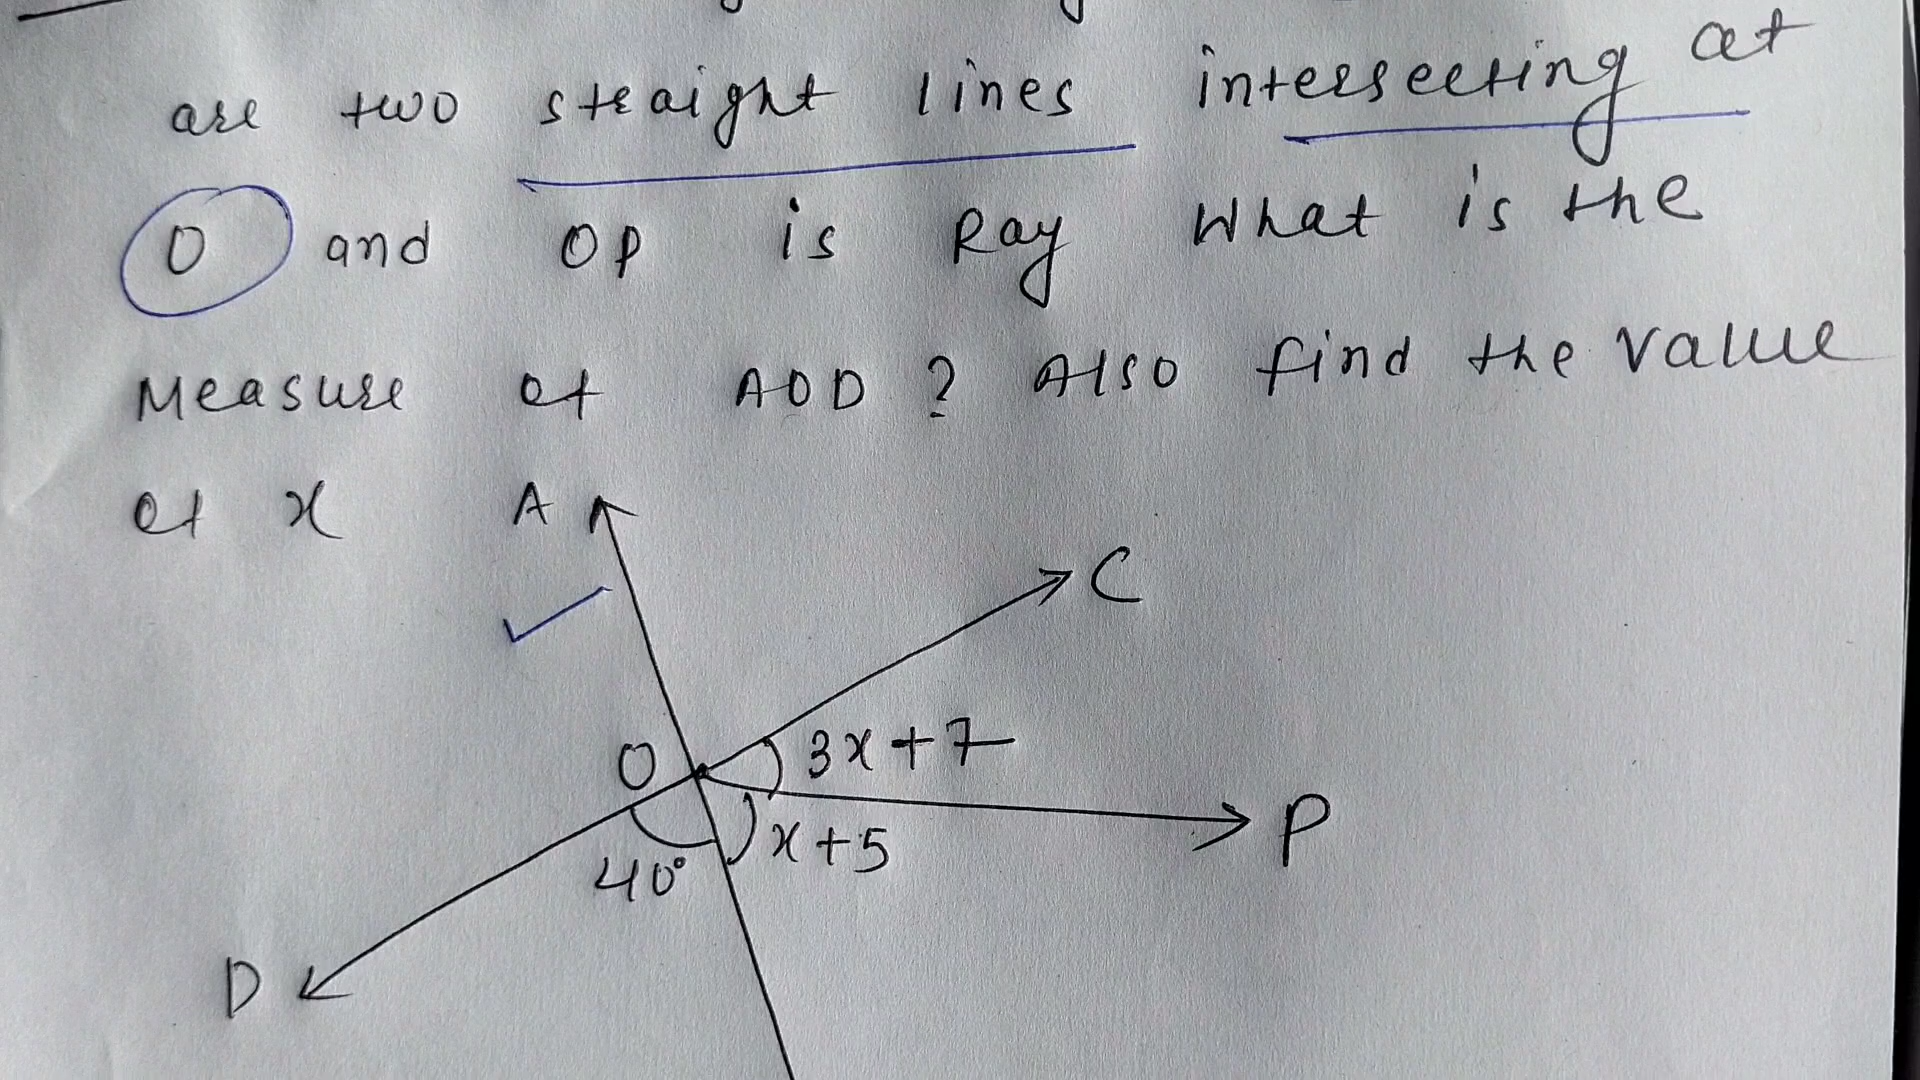 are two straight lines intersecting at
O and OP is Ray What is the
Measure of AOD ? Also find the value
of x
A
C
O
3x+7
P
x+5
40°
D